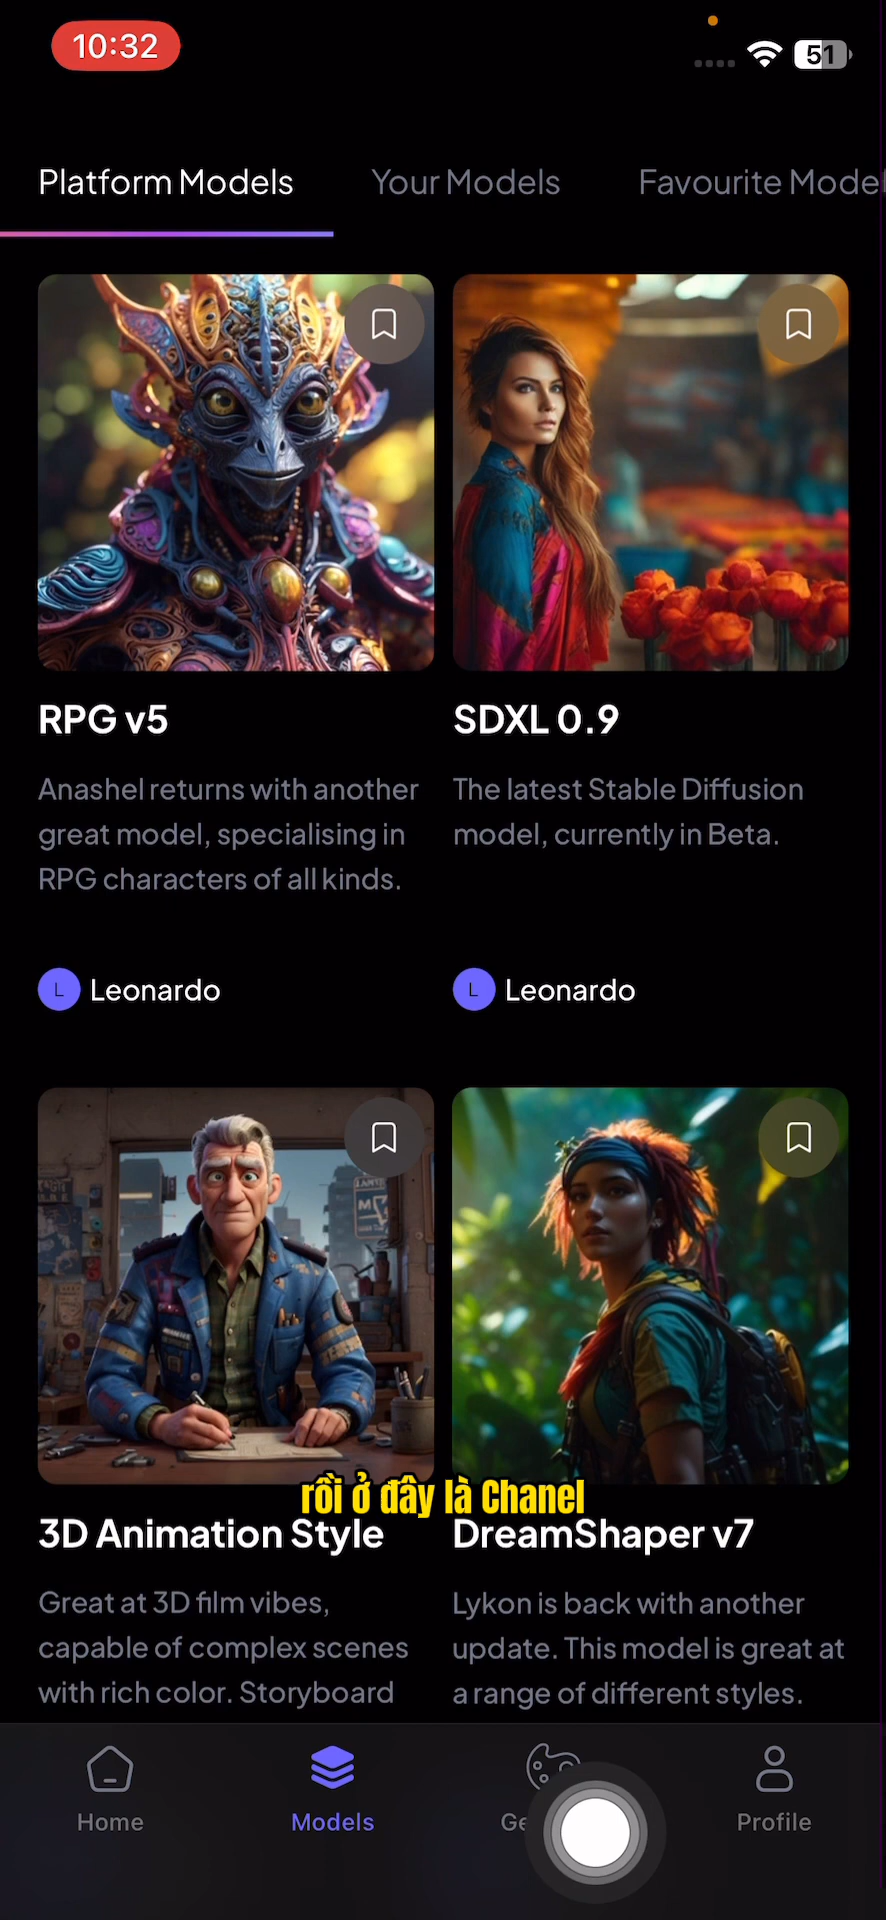 10:32
51
Platform Models
Your Models
Favourite Model
RPG v5
Anashel returns with another
great model, specialising in
RPG characters of all kinds.
L Leonardo
SDXL 0.9
The latest Stable Diffusion
model, currently in Beta.
L Leonardo
rồi ở đây là Chanel
3D Animation Style
Great at 3D film vibes,
capable of complex scenes
with rich color. Storyboard
DreamShaper v7
Lykon is back with another
update. This model is great at
a range of different styles.
Home
Models
Ge
Profile